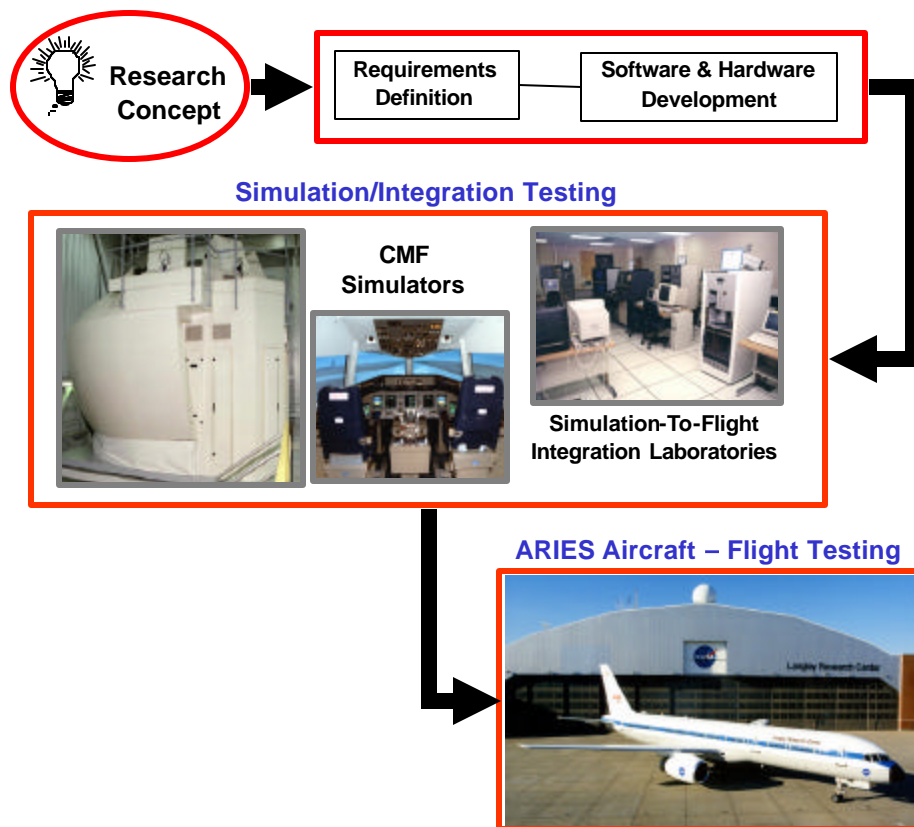 Research
Concept
Requirements
Definition
Software & Hardware
Development
Simulation/Integration Testing
CMF
Simulators
Simulation-To-Flight
Integration Laboratories
ARIES Aircraft – Flight Testing
Langley Research Center